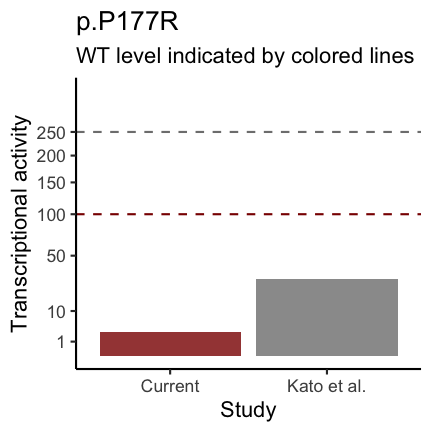 p.P177R
WT level indicated by colored lines
Transcriptional activity
250
200
150
100
50
10
1
Current
Kato et al.
Study